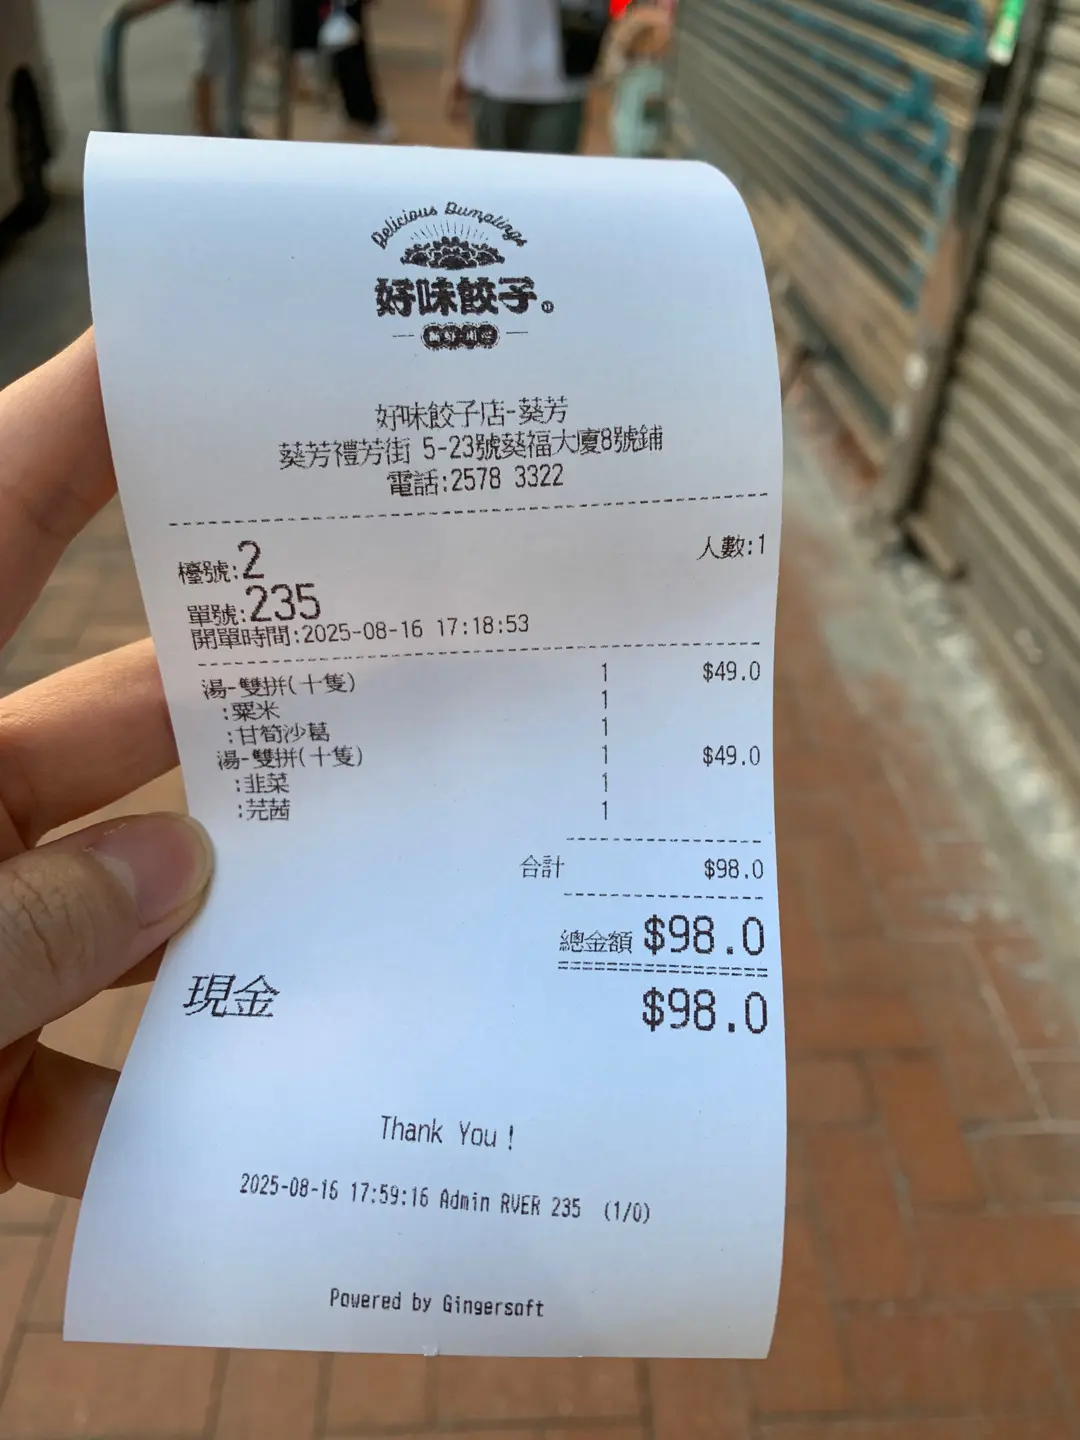 Delicious Dumplings
好味餃子
好味餃子店-葵芳
葵芳禮芳街 5-23號葵福大廈8號鋪
電話:2578 3322
檯號:2
人數:1
單號:235
開單時間:2025-08-16 17:18:53
湯-雙拼(十隻) 1 $49.0
:粟米 1
:甘筍沙葛 1
湯-雙拼(十隻) 1 $49.0
:韭菜 1
:芫茜 1
合計 $98.0
總金額 $98.0
現金 $98.0
Thank You !
2025-08-16 17:59:16 Admin RVER 235 (1/0)
Powered by Gingersoft